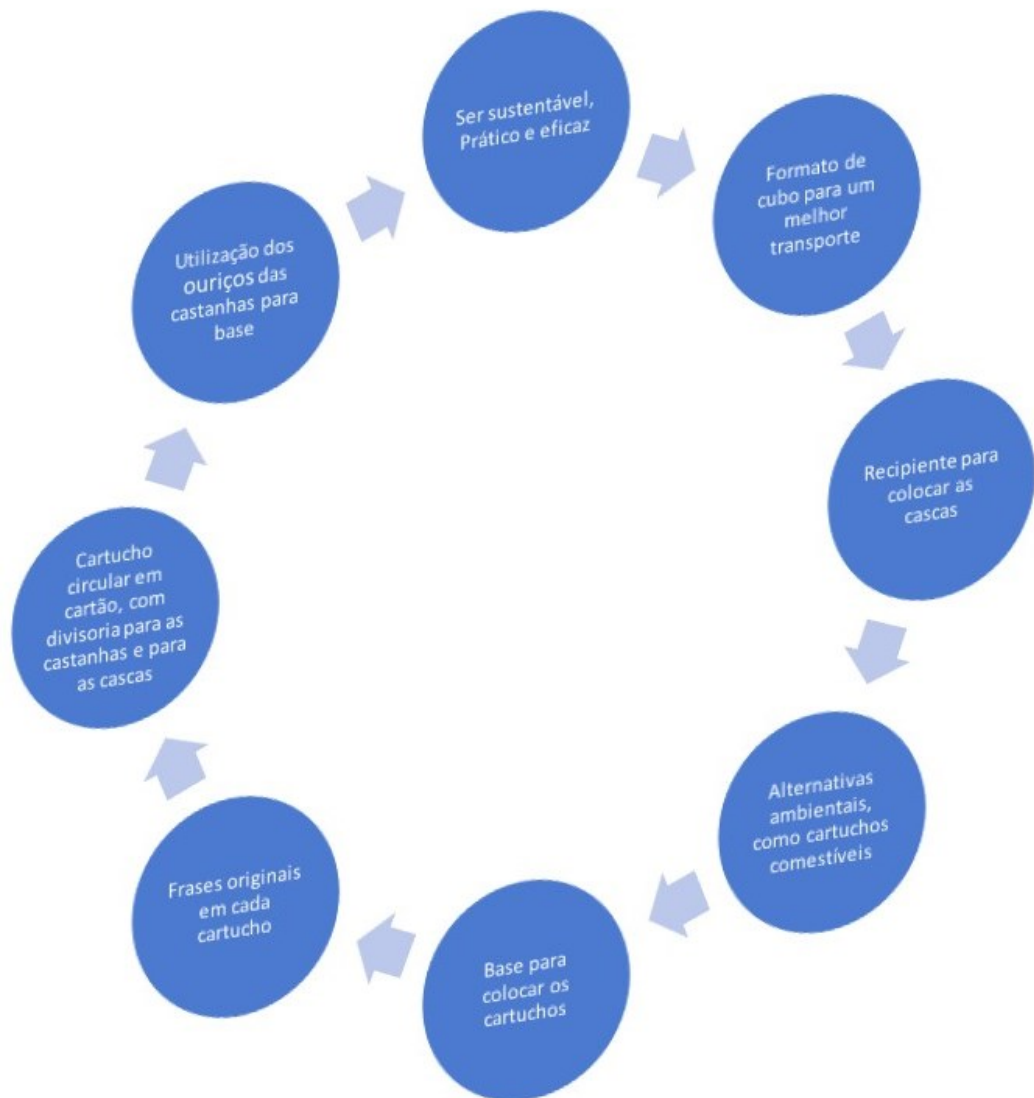 Ser sustentável,
Prático e eficaz
Formato de
cubo para um
melhor
transporte
Recipiente para
colocar as
cascas
Alternativas
ambientais,
como cartuchos
comestíveis
Base para
colocar os
cartuchos
Frases originais
em cada
cartucho
Cartucho
circular em
cartão, com
divisoria para as
castanhas e para
as cascas
Utilização dos
ouriços das
castanhas para
base